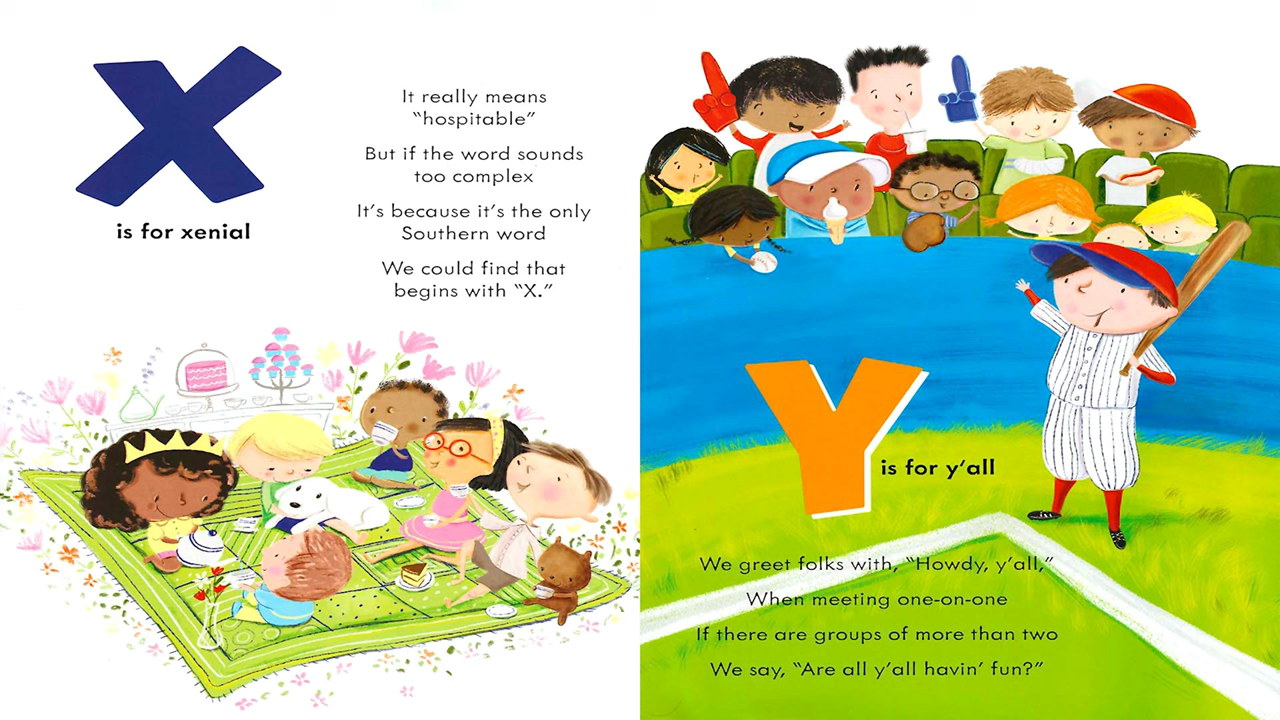 X
is for xenial
It really means
“hospitable”
But if the word sounds
too complex
It’s because it’s the only
Southern word
We could find that
begins with “X.”
Y
is for y’all
We greet folks with, “Howdy, y’all,”
When meeting one-on-one
If there are groups of more than two
We say, “Are all y’all havin’ fun?”